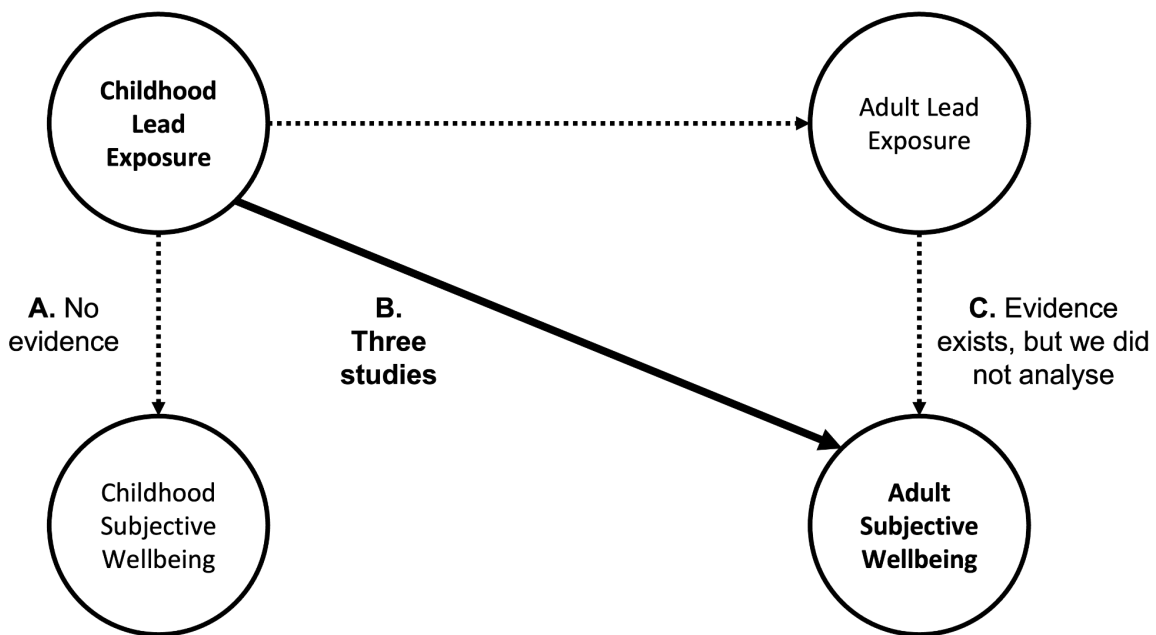 Childhood
Lead
Exposure
Adult Lead
Exposure
A. No
evidence
B.
Three
studies
C. Evidence
exists, but we did
not analyse
Childhood
Subjective
Wellbeing
Adult
Subjective
Wellbeing